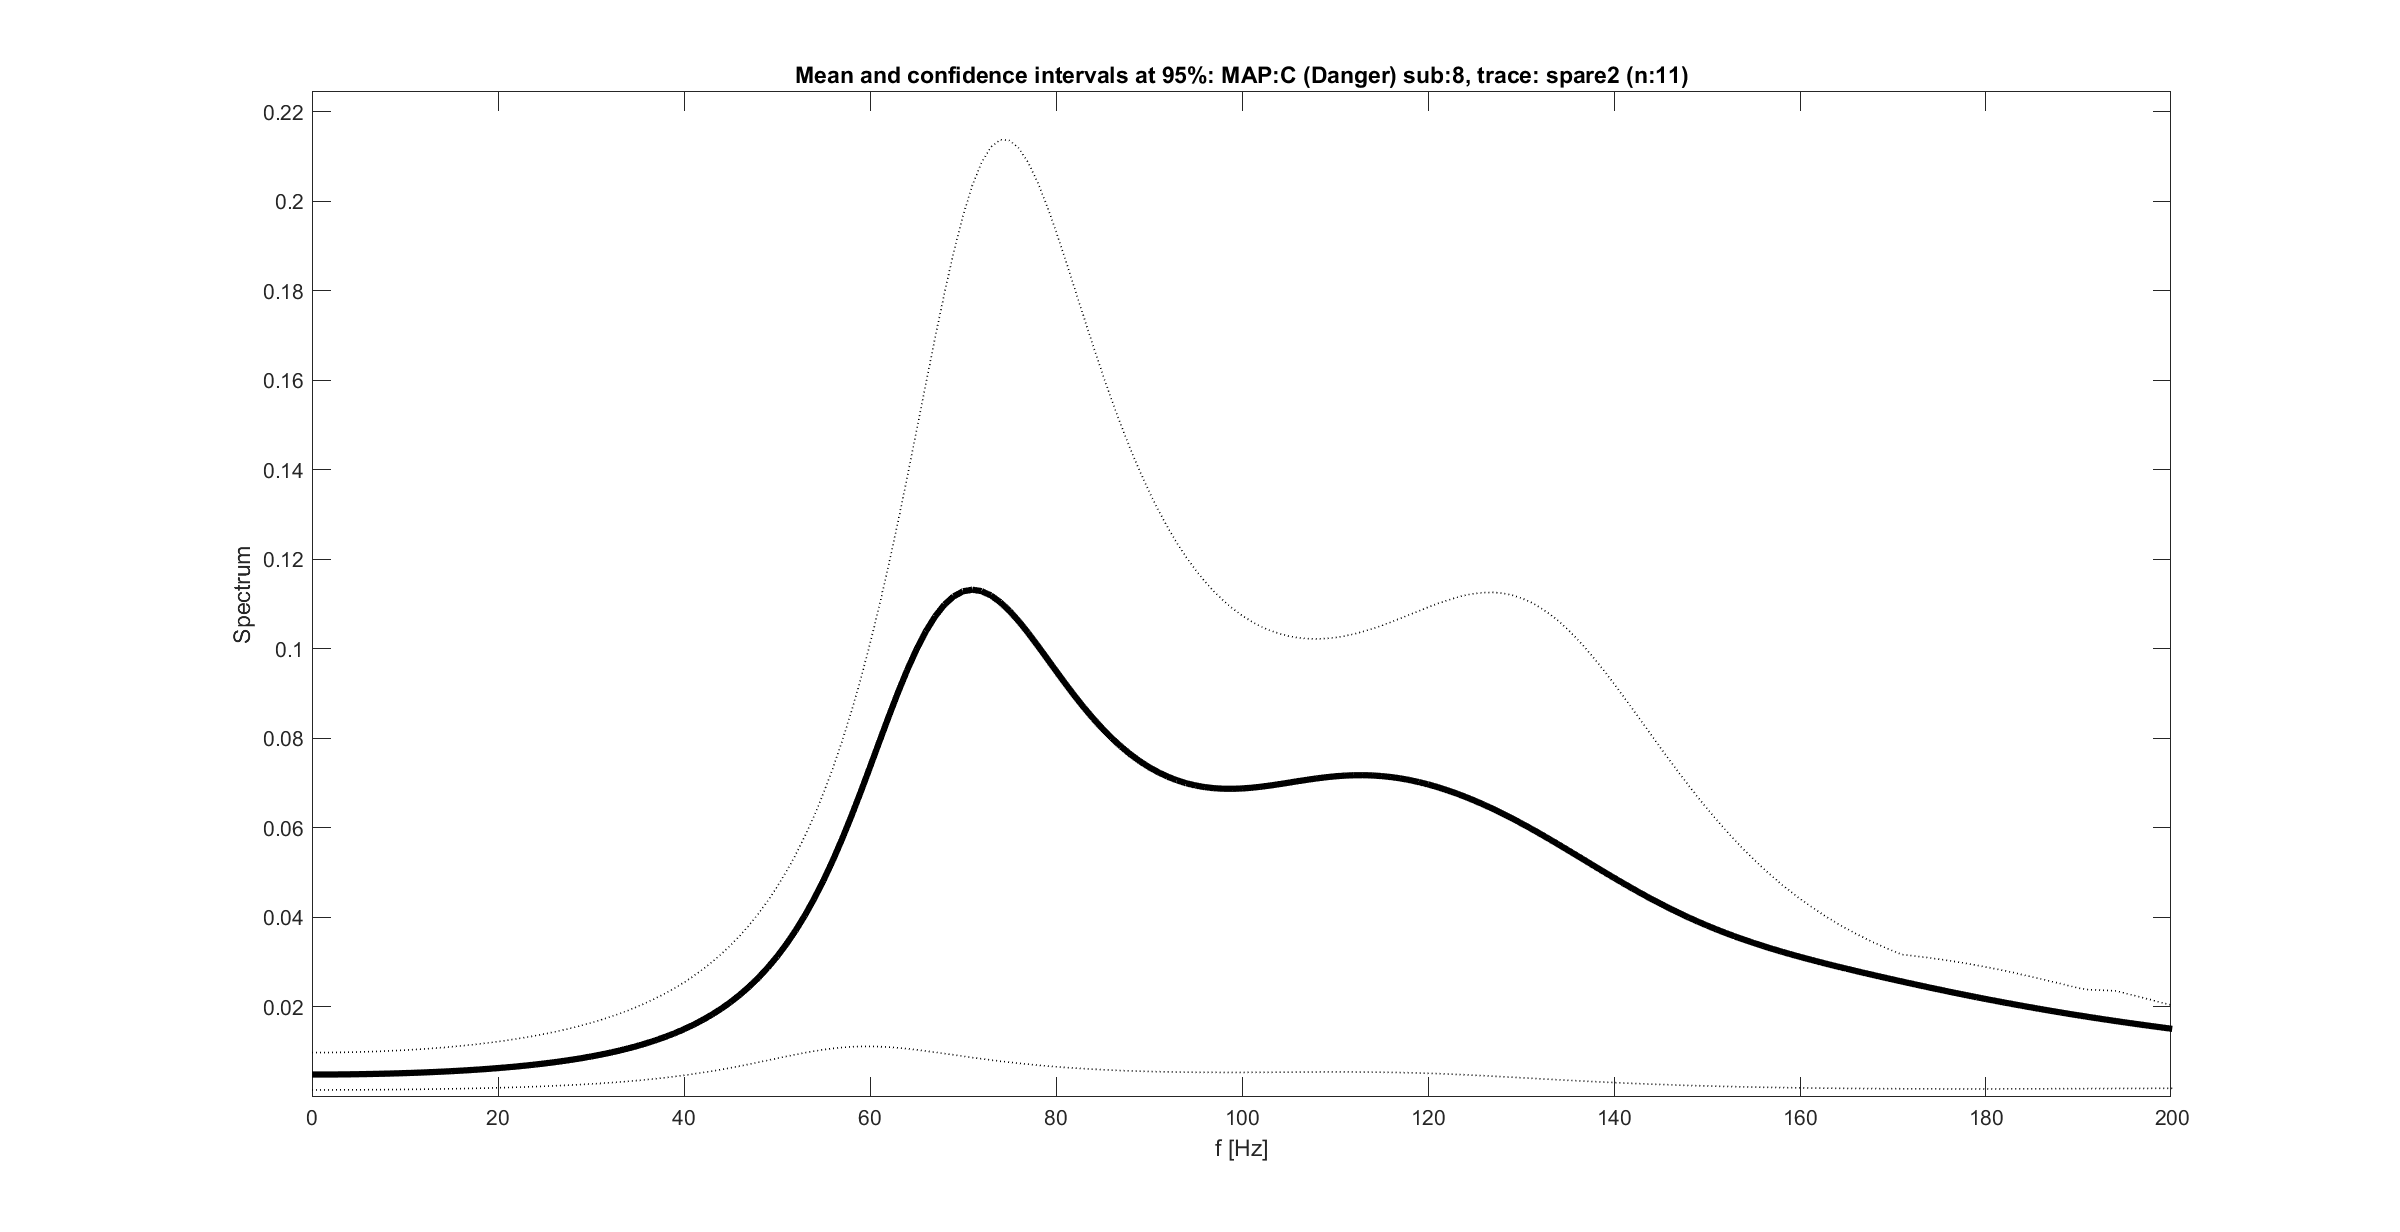 Mean and confidence intervals at 95%: MAP:C (Danger) sub:8, trace: spare2 (n:11)
0.22
0.2
0.18
0.16
0.14
0.12
0.1
0.08
0.06
0.04
0.02
Spectrum
0 20 40 60 80 100 120 140 160 180 200
f [Hz]